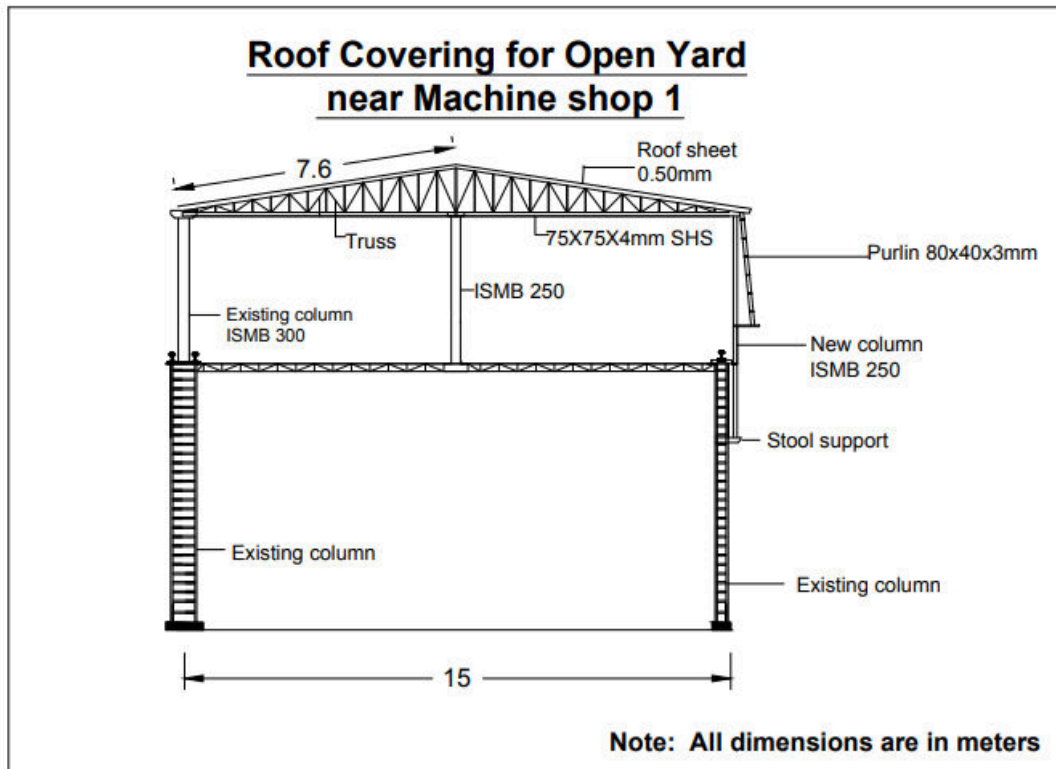 Roof Covering for Open Yard
near Machine shop 1
7.6
Roof sheet
0.50mm
Truss
75X75X4mm SHS
Purlin 80x40x3mm
ISMB 250
Existing column
ISMB 300
New column
ISMB 250
Stool support
Existing column
Existing column
15
Note: All dimensions are in meters